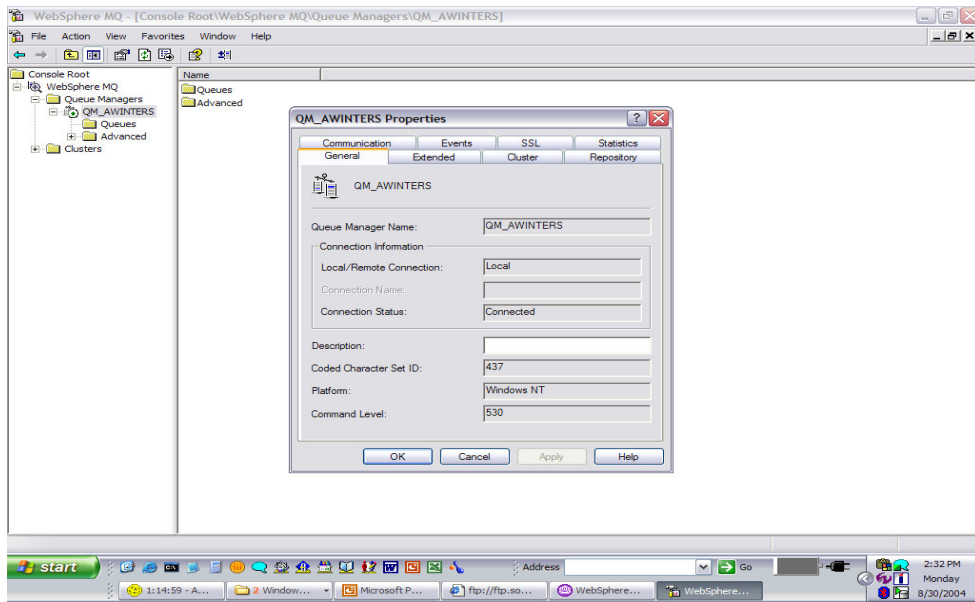 WebSphere MQ - [Console Root\WebSphere MQ\Queue Managers\QM_AWINTERS]
File Action View Favorites Window Help
Console Root
WebSphere MQ
Queue Managers
QM_AWINTERS
Queues
Advanced
Clusters
Name
Queues
Advanced
QM_AWINTERS Properties
Communication Events SSL Statistics
General Extended Cluster Repository
QM_AWINTERS
Queue Manager Name: QM_AWINTERS
Connection Information
Local/Remote Connection: Local
Connection Name:
Connection Status: Connected
Description:
Coded Character Set ID: 437
Platform: Windows NT
Command Level: 530
OK Cancel Apply Help
start Address Go 2:32 PM
Monday
1:14:59 - A... 2 Window... Microsoft P... ftp://ftp.so... WebSphere... WebSphere... 8/30/2004